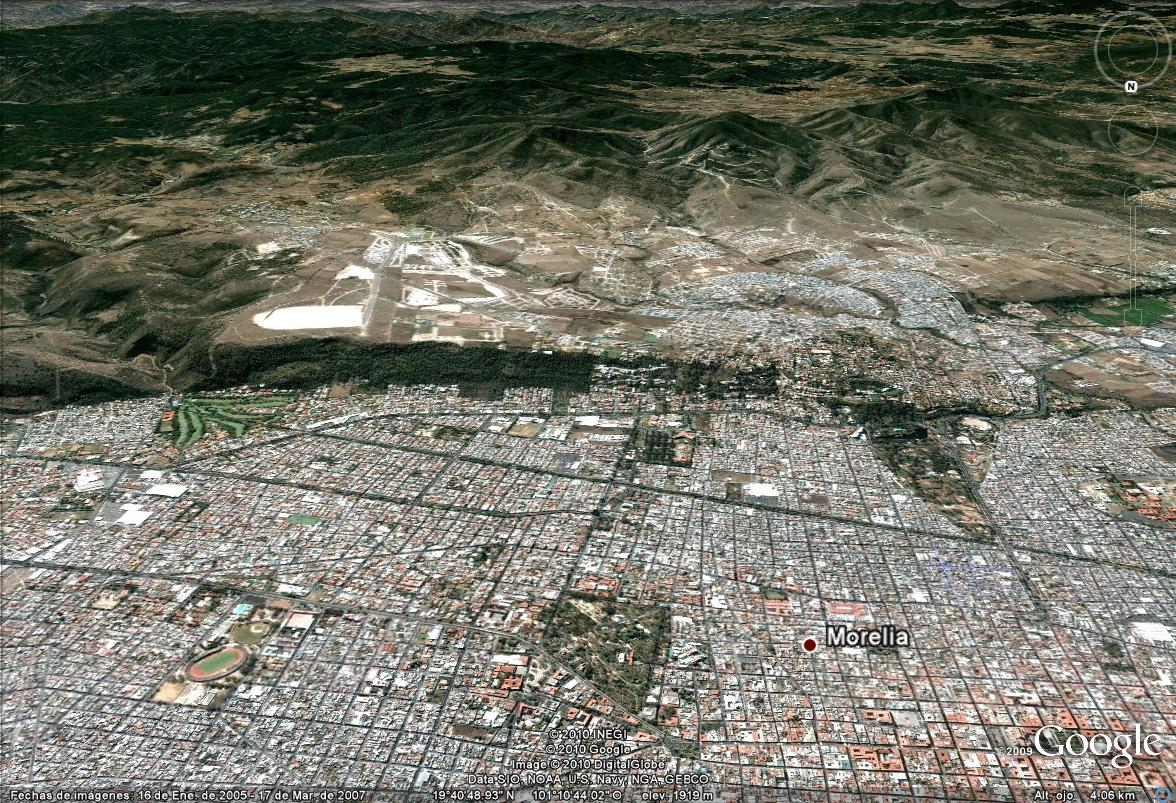 N
Morelia
© 2010 INEGI
© 2010 Google
Image © 2010 DigitalGlobe
Data SIO, NOAA, U.S. Navy, NGA, GEBCO
©2009 Google
Fechas de imágenes: 16 de Ene. de 2005 - 17 de Mar. de 2007 19°40'48.93" N 101°10'44.02" O elev. 1919 m Alt. ojo 4.06 km